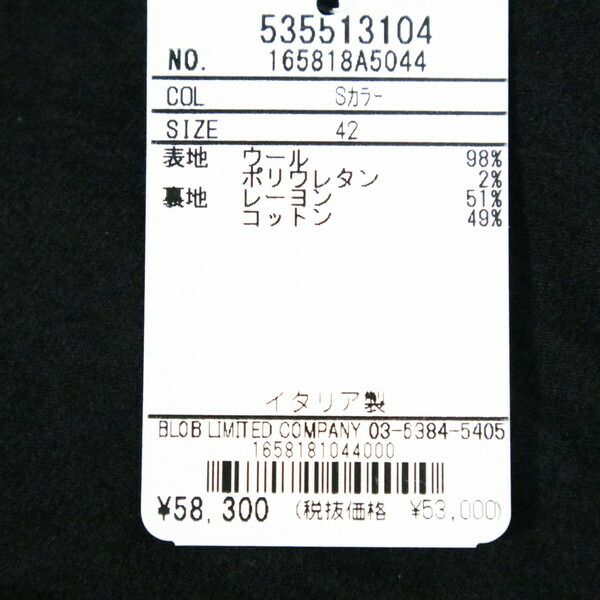 535513104
NO. 165818A5044
COL Sカラー
SIZE 42
表地 ウール 98%
ポリウレタン 2%
裏地 レーヨン 51%
コットン 49%
イタリア製
BLOB LIMITED COMPANY 03-6384-5405
1658181044000
¥58,300 (税抜価格 ¥53,000)